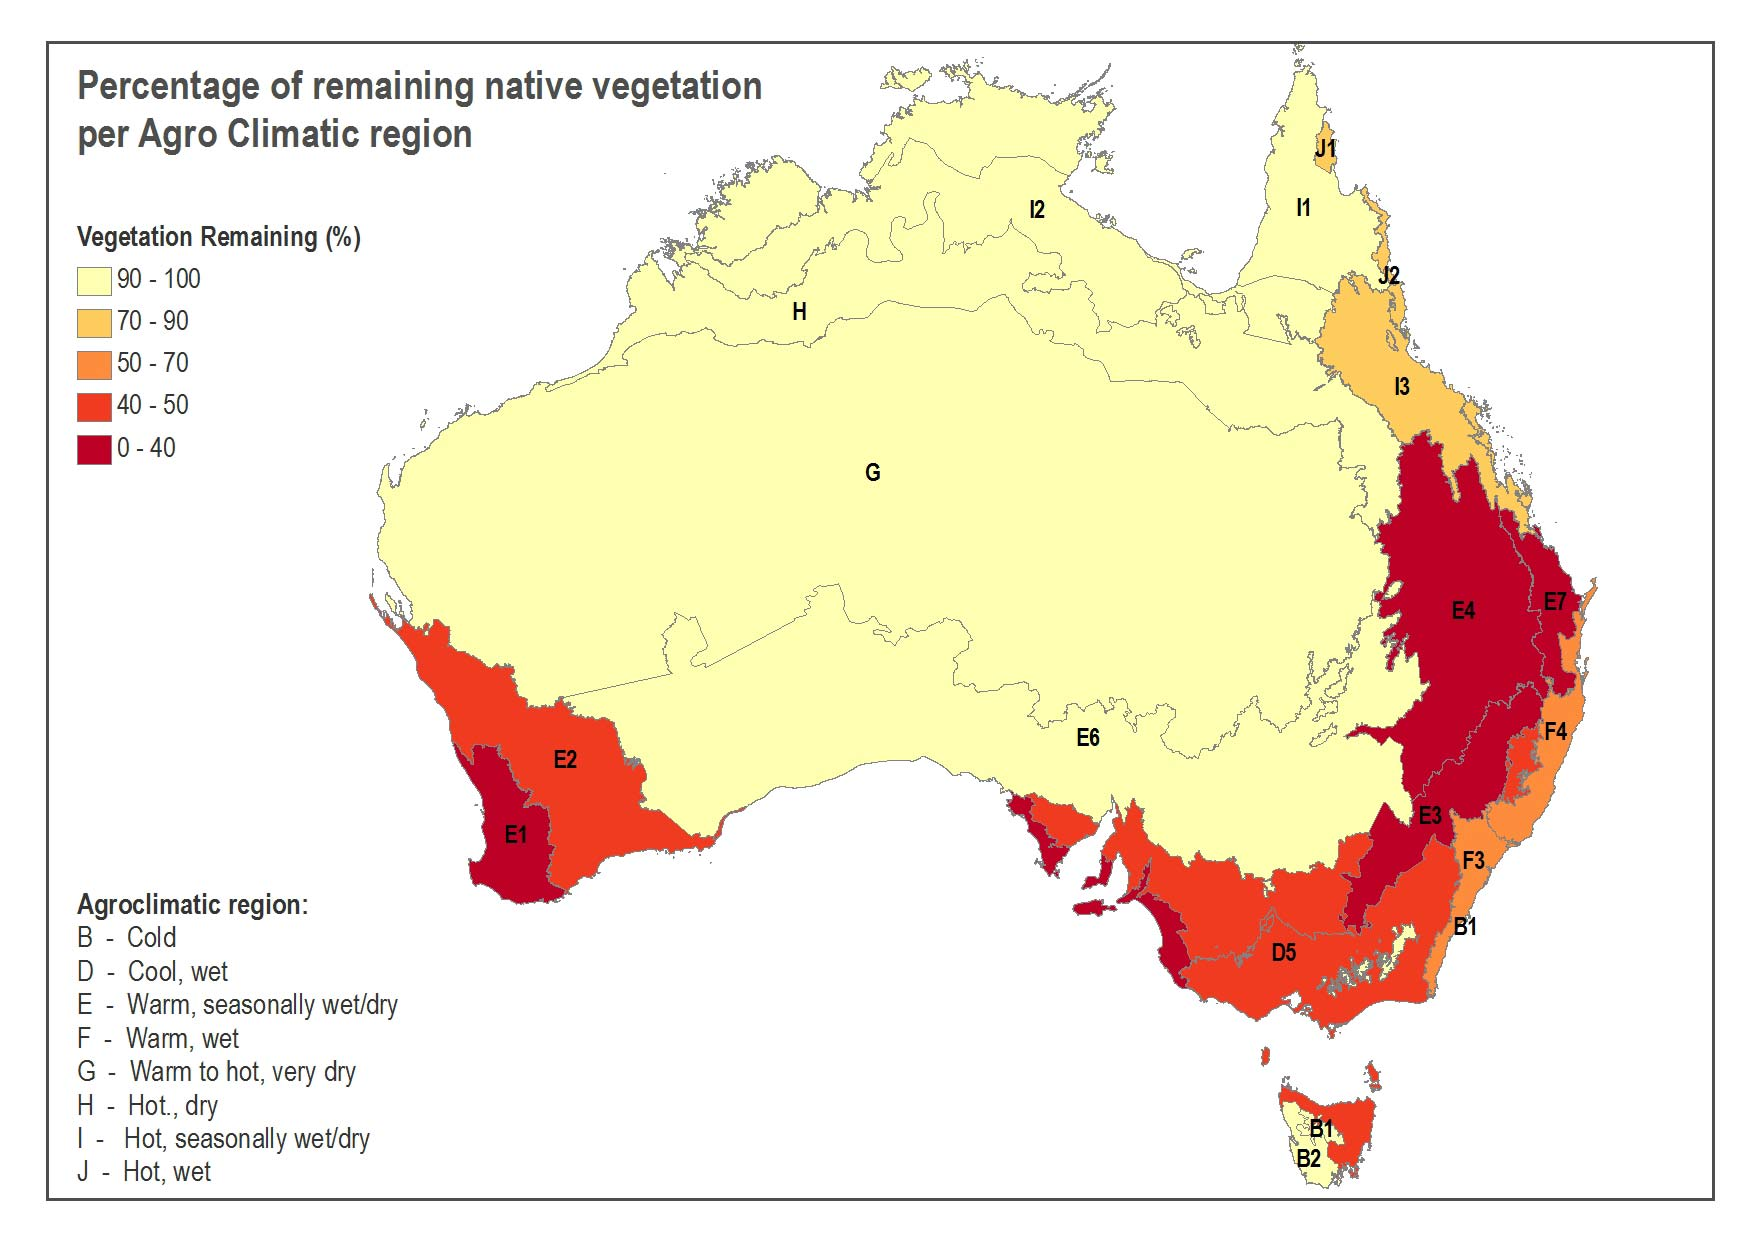 Percentage of remaining native vegetation
per Agro Climatic region
Vegetation Remaining (%)
90 - 100
70 - 90
50 - 70
40 - 50
0 - 40
J1
I2
I1
J2
H
I3
G
E4
E7
E6
F4
E2
E3
E1
F3
B1
D5
B1
B2
Agroclimatic region:
B - Cold
D - Cool, wet
E - Warm, seasonally wet/dry
F - Warm, wet
G - Warm to hot, very dry
H - Hot., dry
I - Hot, seasonally wet/dry
J - Hot, wet